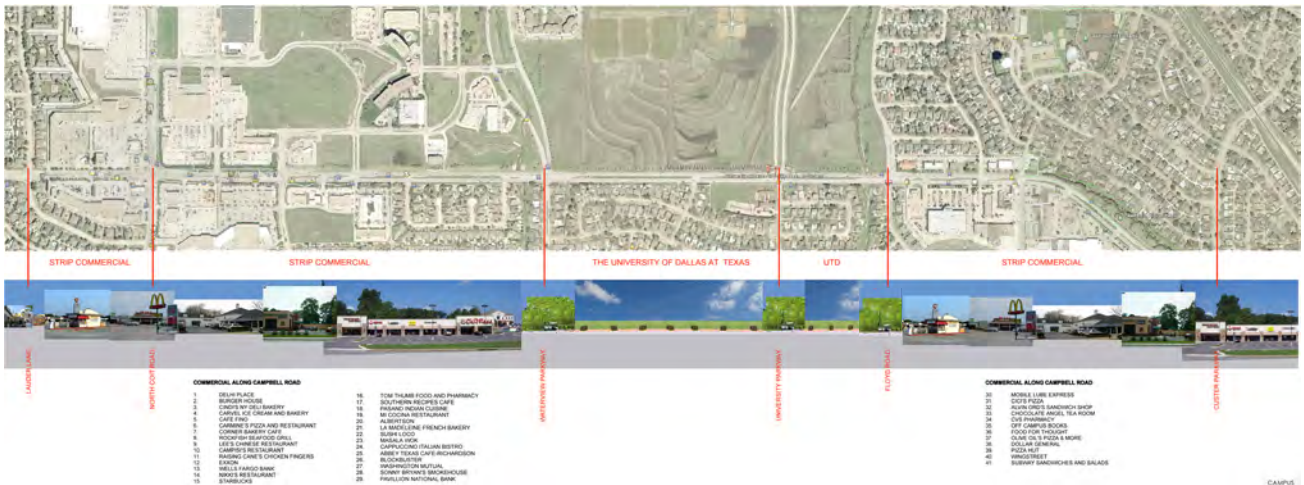 STRIP COMMERCIAL
STRIP COMMERCIAL
THE UNIVERSITY OF DALLAS AT TEXAS
UTD
STRIP COMMERCIAL
LAUDER LANE
NORTH COIT ROAD
WATERVIEW PARKWAY
UNIVERSITY PARKWAY
FLOYD ROAD
CUSTER PARKWAY
COMMERCIAL ALONG CAMPBELL ROAD
1. DELHI PLACE
2. BURGER HOUSE
3. CINDI'S NY DELI BAKERY
4. CARVEL ICE CREAM AND BAKERY
5. CAFE FINO
6. CARMINE'S PIZZA AND RESTAURANT
7. CORNER BAKERY CAFE
8. ROCKFISH SEAFOOD GRILL
9. LEE'S CHINESE RESTAURANT
10. CAMPISI'S RESTAURANT
11. RAISING CANE'S CHICKEN FINGERS
12. EXXON
13. WELLS FARGO BANK
14. NIKKI'S RESTAURANT
15. STARBUCKS
16. TOM THUMB FOOD AND PHARMACY
17. SOUTHERN RECIPES CAFE
18. PASAND INDIAN CUISINE
19. MI COCINA RESTAURANT
20. ALBERTSON
21. LA MADELEINE FRENCH BAKERY
22. SUSHI LOCO
23. MASALA WOK
24. CAPPUCCINO ITALIAN BISTRO
25. ABBEY TEXAS CAFE-RICHARDSON
26. BLOCKBUSTER
27. WASHINGTON MUTUAL
28. SONNY BRYAN'S SMOKEHOUSE
29. PAVILLION NATIONAL BANK
COMMERCIAL ALONG CAMPBELL ROAD
30 MOBILE LUBE EXPRESS
31 CICI'S PIZZA
32 ALVIN ORD'S SANDWICH SHOP
33 CHOCOLATE ANGEL TEA ROOM
34 CVS PHARMACY
35 OFF CAMPUS BOOKS
36 FOOD FOR THOUGHT
37 OLIVE OIL'S PIZZA & MORE
38 DOLLAR GENERAL
39 PIZZA HUT
40 WINGSTREET
41 SUBWAY SANDWICHES AND SALADS
CAMPUS